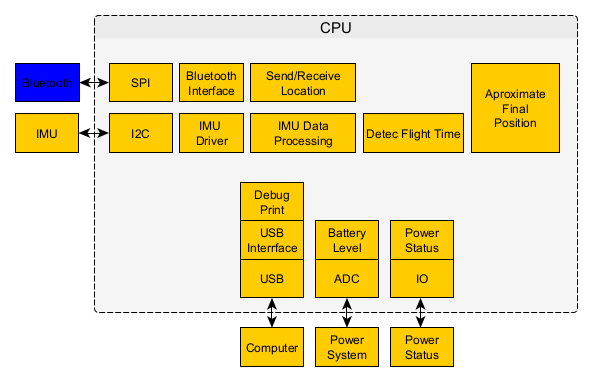 CPU
Bluetooth
SPI
Bluetooth
Interface
Send/Receive
Location
Aproximate
Final
Position
IMU
I2C
IMU
Driver
IMU Data
Processing
Detec Flight Time
Debug
Print
USB
Interrface
Battery
Level
Power
Status
USB
ADC
IO
Computer
Power
System
Power
Status